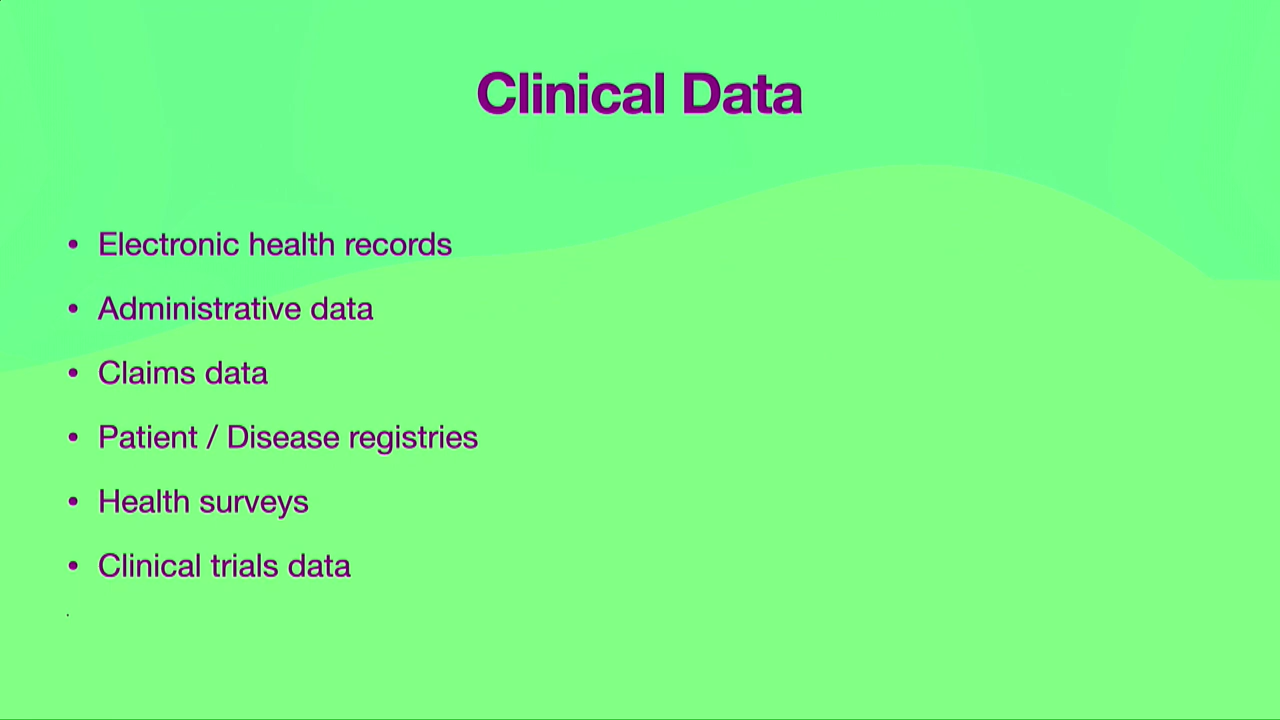 Clinical Data
• Electronic health records
• Administrative data
• Claims data
• Patient / Disease registries
• Health surveys
• Clinical trials data